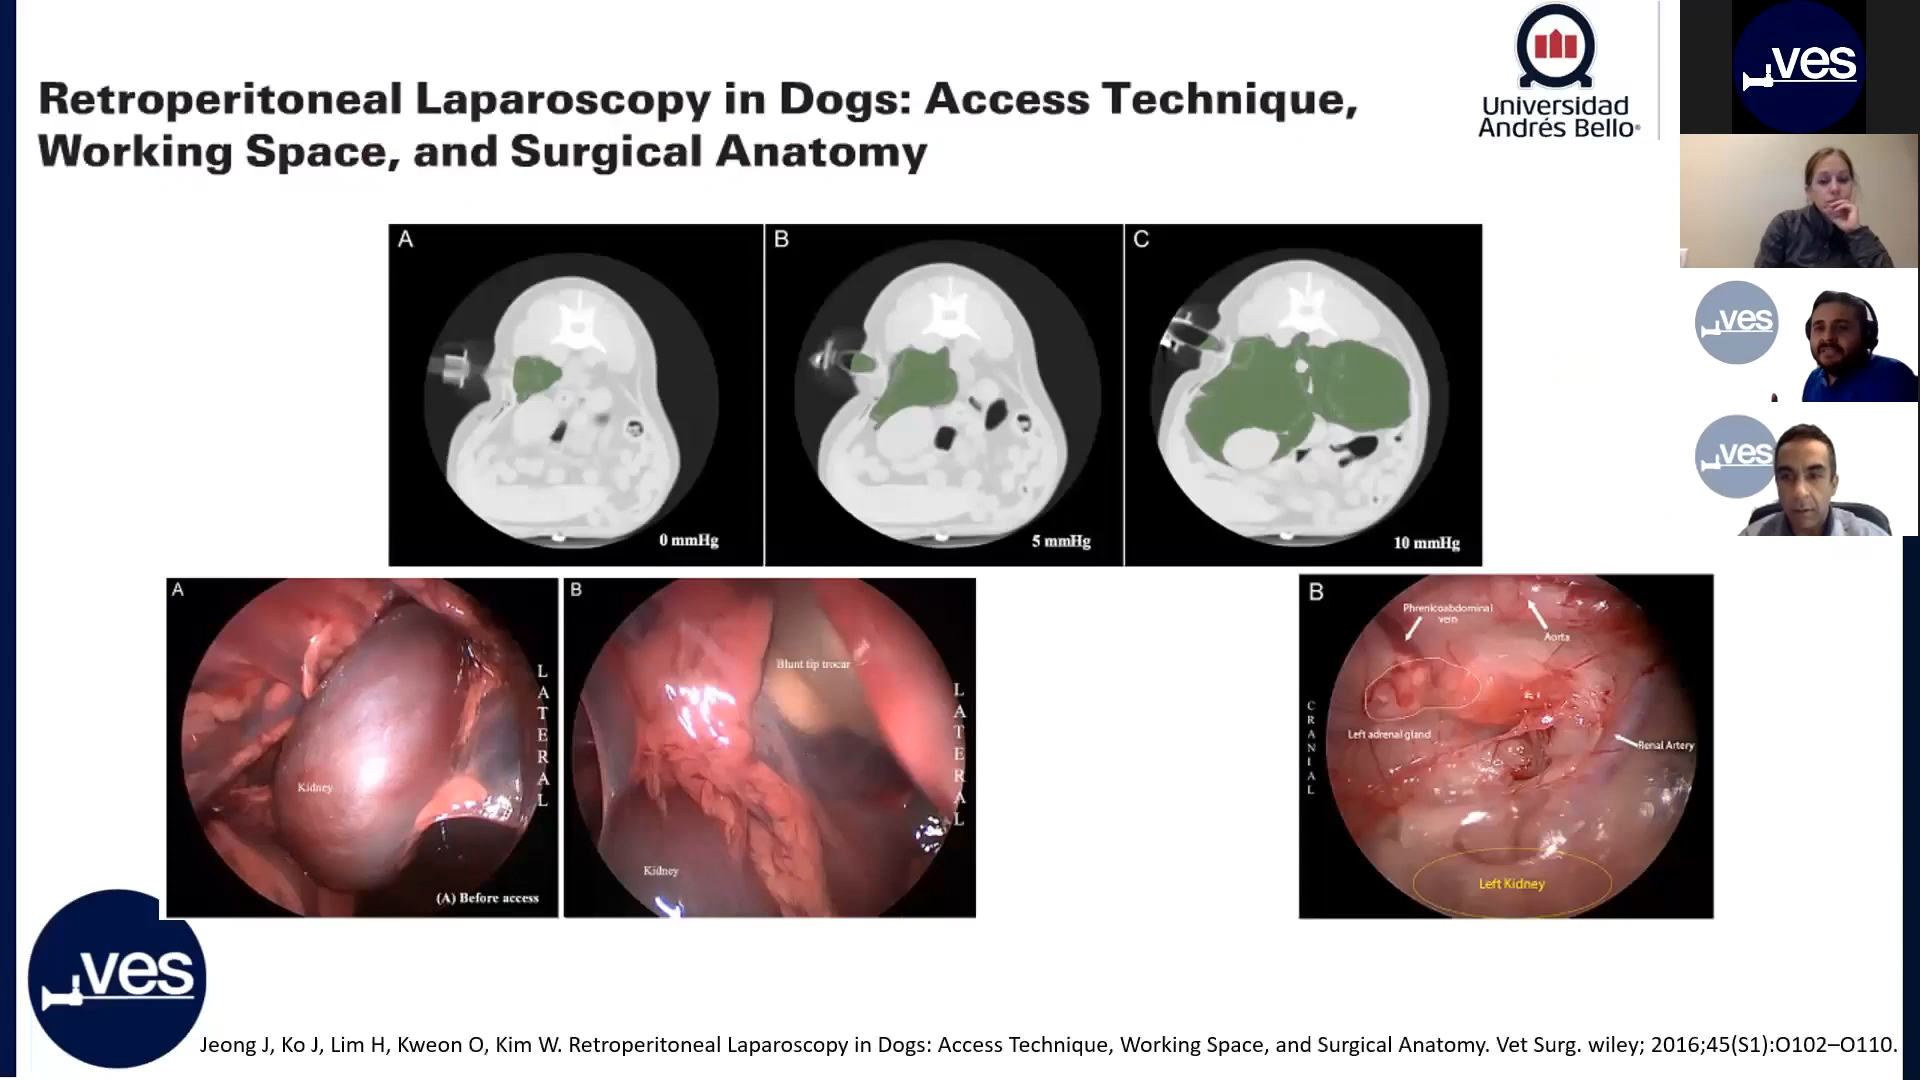 Retroperitoneal Laparoscopy in Dogs: Access Technique,
Working Space, and Surgical Anatomy
Universidad
Andrés Bello
ves
ves
ves
A
0 mmHg
B
5 mmHg
C
10 mmHg
A
LATERAL
Kidney
(A) Before access
B
Blunt tip trocar
LATERAL
Kidney
B
Phrenicoabdominal
vein
Aorta
CRANIAL
Left adrenal gland
Renal Artery
Left Kidney
ves
Jeong J, Ko J, Lim H, Kweon O, Kim W. Retroperitoneal Laparoscopy in Dogs: Access Technique, Working Space, and Surgical Anatomy. Vet Surg. wiley; 2016;45(S1):O102–O110.